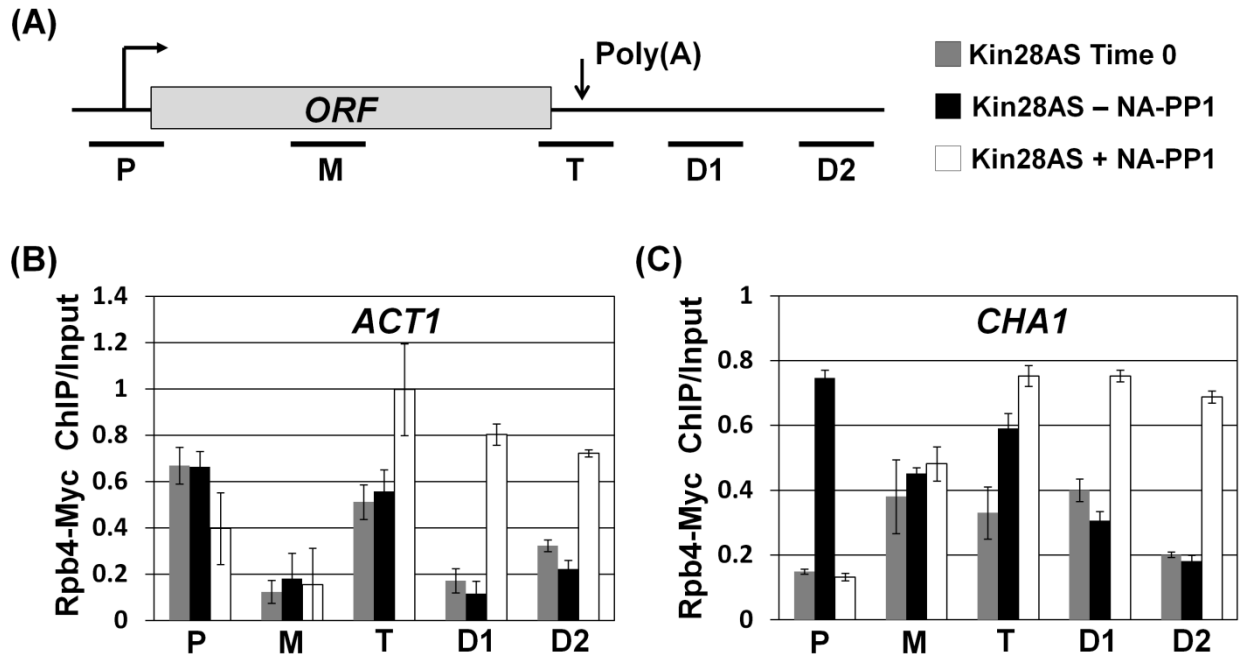 (A)
Poly(A)
ORF
P M T D1 D2
Kin28AS Time 0
Kin28AS – NA-PP1
Kin28AS + NA-PP1
(B)
Rpb4-Myc ChIP/Input
1.4
1.2
1
0.8
0.6
0.4
0.2
0
ACT1
P M T D1 D2
(C)
Rpb4-Myc ChIP/Input
1
0.8
0.6
0.4
0.2
0
CHA1
P M T D1 D2